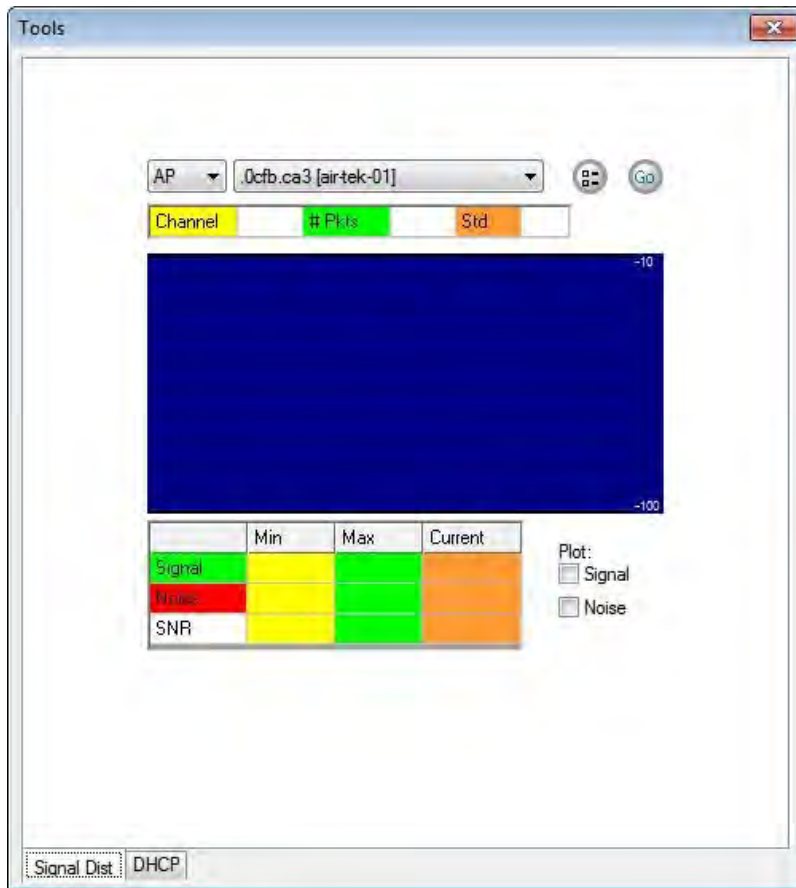 Tools
AP .0cfb.ca3 [air-tek-01] Go
Channel # Pkts Std
-10
-100
Min Max Current
Signal
Noise
SNR
Plot:
Signal
Noise
Signal Dist DHCP